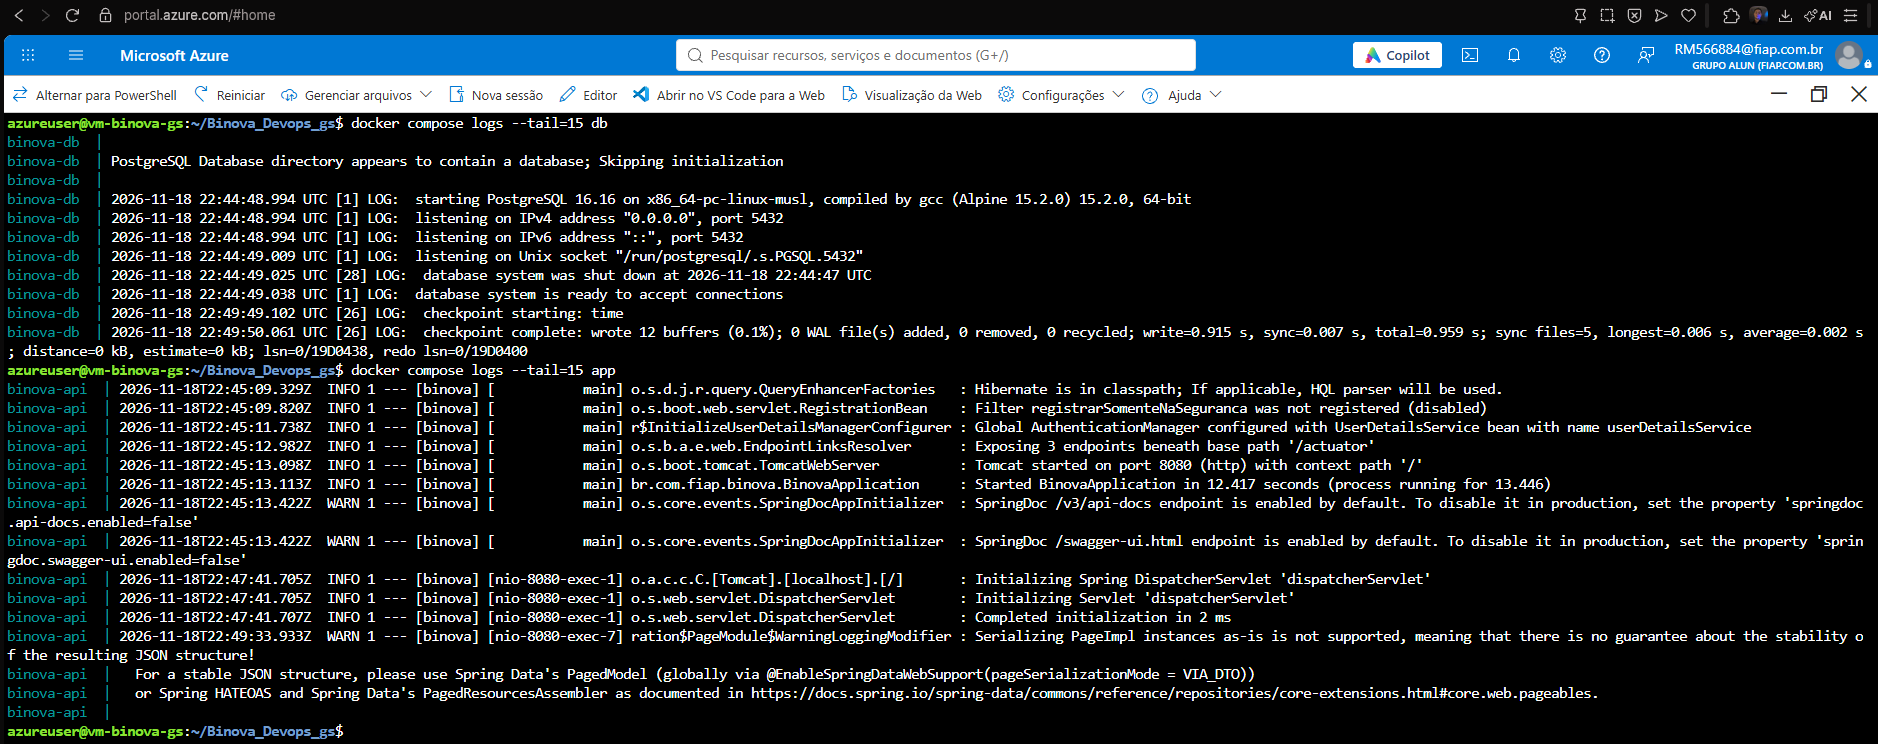 portal.azure.com/#home
AI
Microsoft Azure
Pesquisar recursos, serviços e documentos (G+/)
Copilot
RM566884@fiap.com.br
GRUPO ALUN (FIAP.COM.BR)
Alternar para PowerShell
Reiniciar
Gerenciar arquivos
Nova sessão
Editor
Abrir no VS Code para a Web
Visualização da Web
Configurações
Ajuda
azureuser@vm-binova-gs:~/Binova_Devops_gs$ docker compose logs --tail=15 db
binova-db  |
binova-db  | PostgreSQL Database directory appears to contain a database; Skipping initialization
binova-db  |
binova-db  | 2026-11-18 22:44:48.994 UTC [1] LOG:  starting PostgreSQL 16.16 on x86_64-pc-linux-musl, compiled by gcc (Alpine 15.2.0) 15.2.0, 64-bit
binova-db  | 2026-11-18 22:44:48.994 UTC [1] LOG:  listening on IPv4 address "0.0.0.0", port 5432
binova-db  | 2026-11-18 22:44:48.994 UTC [1] LOG:  listening on IPv6 address "::", port 5432
binova-db  | 2026-11-18 22:44:49.009 UTC [1] LOG:  listening on Unix socket "/run/postgresql/.s.PGSQL.5432"
binova-db  | 2026-11-18 22:44:49.025 UTC [28] LOG:  database system was shut down at 2026-11-18 22:44:47 UTC
binova-db  | 2026-11-18 22:44:49.038 UTC [1] LOG:  database system is ready to accept connections
binova-db  | 2026-11-18 22:49:49.102 UTC [26] LOG:  checkpoint starting: time
binova-db  | 2026-11-18 22:49:50.061 UTC [26] LOG:  checkpoint complete: wrote 12 buffers (0.1%); 0 WAL file(s) added, 0 removed, 0 recycled; write=0.915 s, sync=0.007 s, total=0.959 s; sync files=5, longest=0.006 s, average=0.002 s
; distance=0 kB, estimate=0 kB; lsn=0/19D0438, redo lsn=0/19D0400
azureuser@vm-binova-gs:~/Binova_Devops_gs$ docker compose logs --tail=15 app
binova-api  | 2026-11-18T22:45:09.329Z  INFO 1 --- [binova] [           main] o.s.d.j.r.query.QueryEnhancerFactories   : Hibernate is in classpath; If applicable, HQL parser will be used.
binova-api  | 2026-11-18T22:45:09.820Z  INFO 1 --- [binova] [           main] o.s.boot.web.servlet.RegistrationBean    : Filter registrarSomenteNaSeguranca was not registered (disabled)
binova-api  | 2026-11-18T22:45:11.738Z  INFO 1 --- [binova] [           main] r$InitializeUserDetailsManagerConfigurer : Global AuthenticationManager configured with UserDetailsService bean with name userDetailsService
binova-api  | 2026-11-18T22:45:12.982Z  INFO 1 --- [binova] [           main] o.s.b.a.e.web.EndpointLinksResolver      : Exposing 3 endpoints beneath base path '/actuator'
binova-api  | 2026-11-18T22:45:13.098Z  INFO 1 --- [binova] [           main] o.s.boot.tomcat.TomcatWebServer          : Tomcat started on port 8080 (http) with context path '/'
binova-api  | 2026-11-18T22:45:13.113Z  INFO 1 --- [binova] [           main] br.com.fiap.binova.BinovaApplication     : Started BinovaApplication in 12.417 seconds (process running for 13.446)
binova-api  | 2026-11-18T22:45:13.422Z  WARN 1 --- [binova] [           main] o.s.core.events.SpringDocAppInitializer  : SpringDoc /v3/api-docs endpoint is enabled by default. To disable it in production, set the property 'springdoc
.api-docs.enabled=false'
binova-api  | 2026-11-18T22:45:13.422Z  WARN 1 --- [binova] [           main] o.s.core.events.SpringDocAppInitializer  : SpringDoc /swagger-ui.html endpoint is enabled by default. To disable it in production, set the property 'sprin
gdoc.swagger-ui.enabled=false'
binova-api  | 2026-11-18T22:47:41.705Z  INFO 1 --- [binova] [nio-8080-exec-1] o.a.c.c.C.[Tomcat].[localhost].[/]       : Initializing Spring DispatcherServlet 'dispatcherServlet'
binova-api  | 2026-11-18T22:47:41.705Z  INFO 1 --- [binova] [nio-8080-exec-1] o.s.web.servlet.DispatcherServlet        : Initializing Servlet 'dispatcherServlet'
binova-api  | 2026-11-18T22:47:41.707Z  INFO 1 --- [binova] [nio-8080-exec-1] o.s.web.servlet.DispatcherServlet        : Completed initialization in 2 ms
binova-api  | 2026-11-18T22:49:33.933Z  WARN 1 --- [binova] [nio-8080-exec-7] ration$PageModule$WarningLoggingModifier : Serializing PageImpl instances as-is is not supported, meaning that there is no guarantee about the stability o
f the resulting JSON structure!
binova-api  |   For a stable JSON structure, please use Spring Data's PagedModel (globally via @EnableSpringDataWebSupport(pageSerializationMode = VIA_DTO))
binova-api  |   or Spring HATEOAS and Spring Data's PagedResourcesAssembler as documented in https://docs.spring.io/spring-data/commons/reference/repositories/core-extensions.html#core.web.pageables.
binova-api  |
azureuser@vm-binova-gs:~/Binova_Devops_gs$